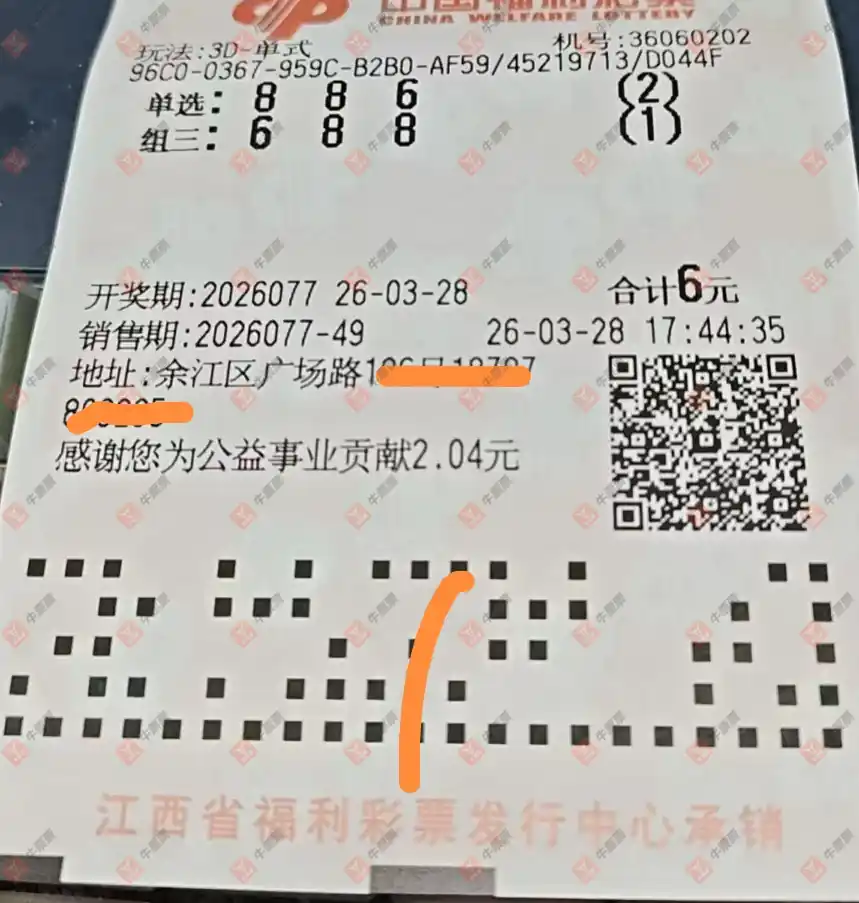 CHINA WELFARE LOTTERY
玩法:3D-单式 机号:36060202
96C0-0367-959C-B2B0-AF59/45219713/D044F
单选: 8 8 6 (2)
组三: 6 8 8 (1)
开奖期:2026077 26-03-28 合计6元
销售期:2026077-49 26-03-28 17:44:35
地址:余江区广场路
感谢您为公益事业贡献2.04元
江西省福利彩票发行中心承销